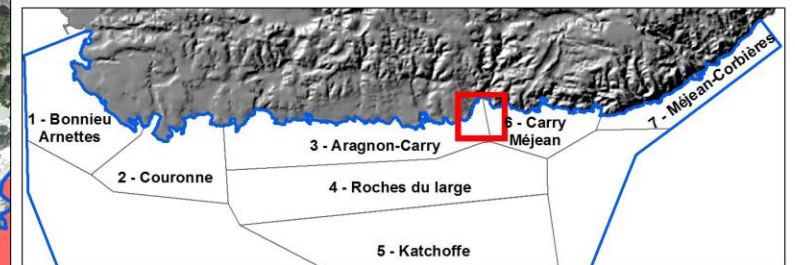 1 - Bonnieu
Arnettes
2 - Couronne
3 - Aragnon-Carry
4 - Roches du large
5 - Katchoffe
6 - Carry
Méjean
7 - Méjean-Corbières